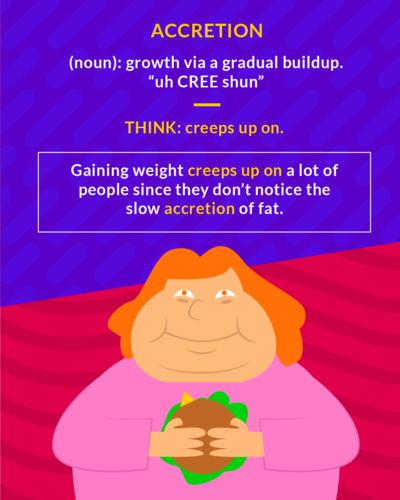 ACCRETION
(noun): growth via a gradual buildup.
“uh CREE shun”
THINK: creeps up on.
Gaining weight creeps up on a lot of
people since they don’t notice the
slow accretion of fat.